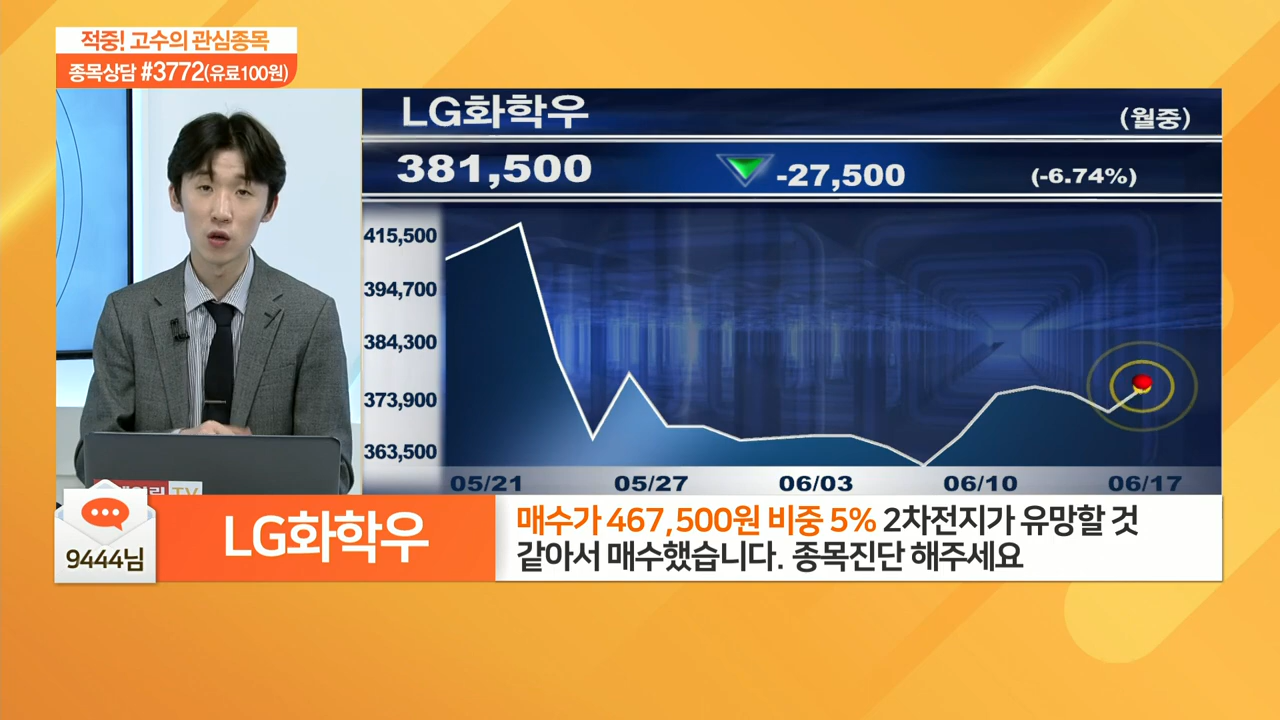 적중! 고수의 관심종목
종목상담 #3772(유료100원)
LG화학우
(월중)
381,500
-27,500
(-6.74%)
415,500
394,700
384,300
373,900
363,500
05/21
05/27
06/03
06/10
06/17
TV
9444님
LG화학우
매수가 467,500원 비중 5% 2차전지가 유망할 것
같아서 매수했습니다. 종목진단 해주세요